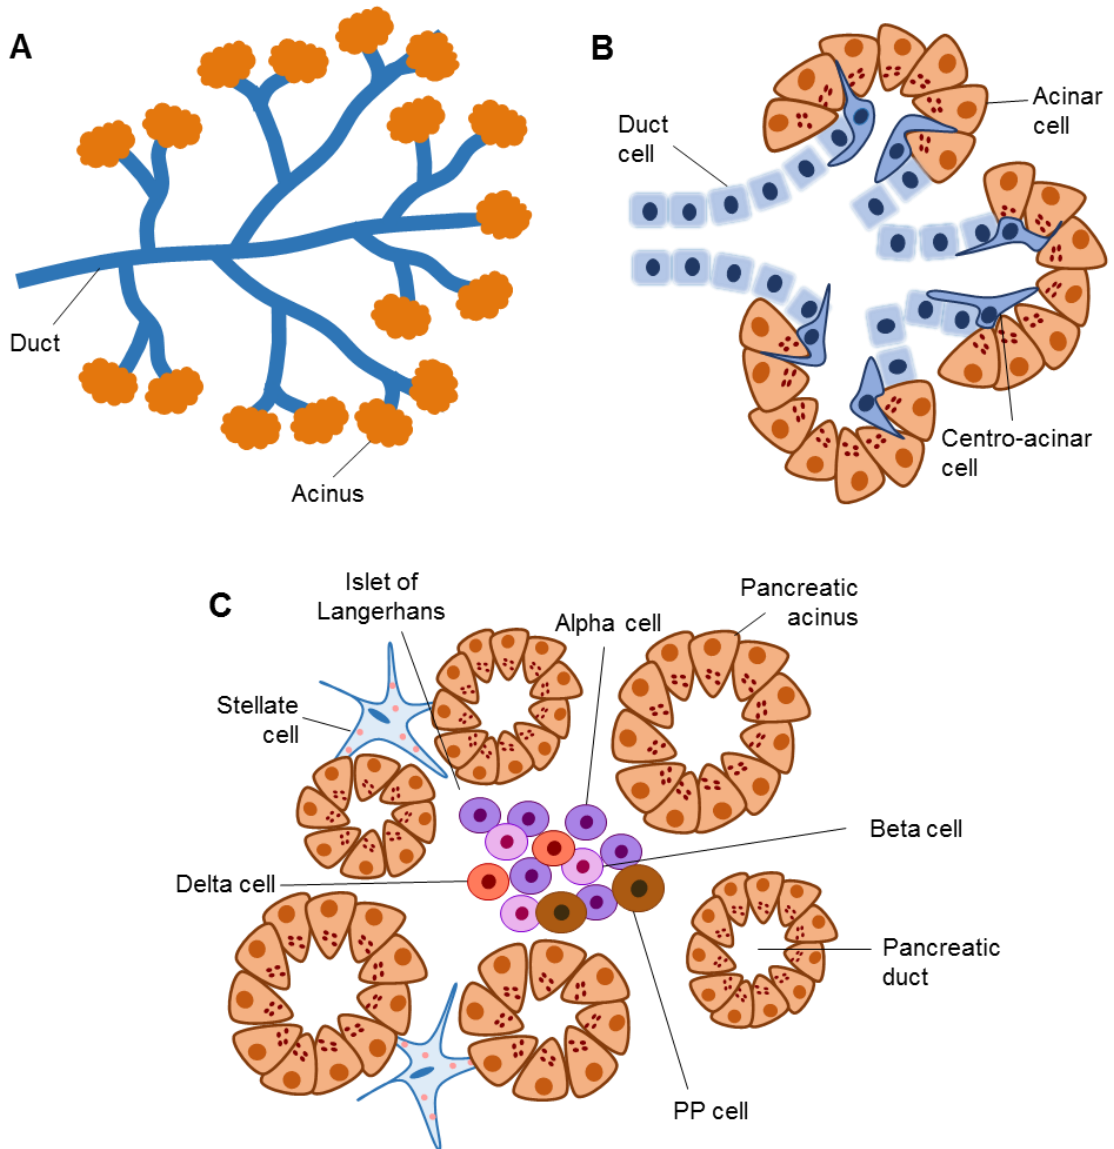 A
Duct
Acinus
B
Duct
cell
Acinar
cell
Centro-acinar
cell
C
Islet of
Langerhans
Alpha cell
Pancreatic
acinus
Stellate
cell
Beta cell
Delta cell
Pancreatic
duct
PP cell